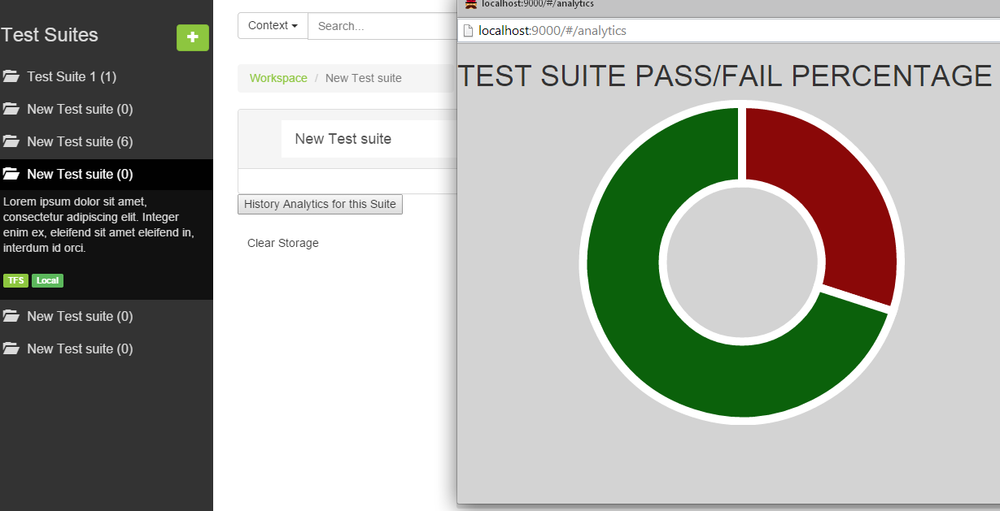 Test Suites
Test Suite 1 (1)
New Test suite (0)
New Test suite (6)
New Test suite (0)
Lorem ipsum dolor sit amet,
consectetur adipiscing elit. Integer
enim ex, eleifend sit amet eleifend in,
interdum id orci.
TFS Local
New Test suite (0)
New Test suite (0)
Context Search...
Workspace / New Test suite
New Test suite
History Analytics for this Suite
Clear Storage
localhost:9000/#/analytics
localhost:9000/#/analytics
TEST SUITE PASS/FAIL PERCENTAGE